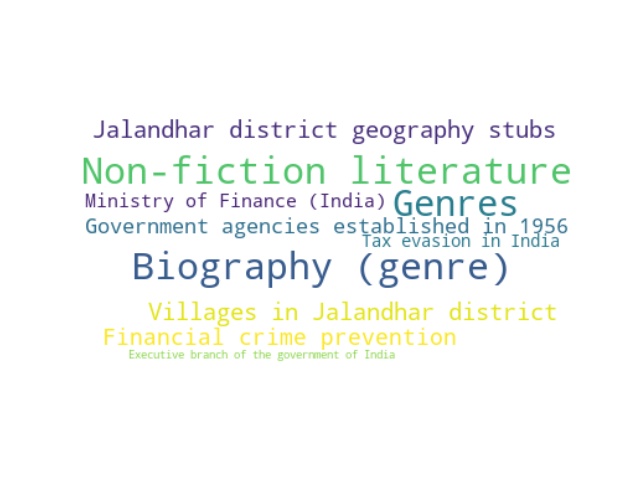 Jalandhar district geography stubs
Non-fiction literature
Ministry of Finance (India)
Genres
Government agencies established in 1956
Tax evasion in India
Biography (genre)
Villages in Jalandhar district
Financial crime prevention
Executive branch of the government of India